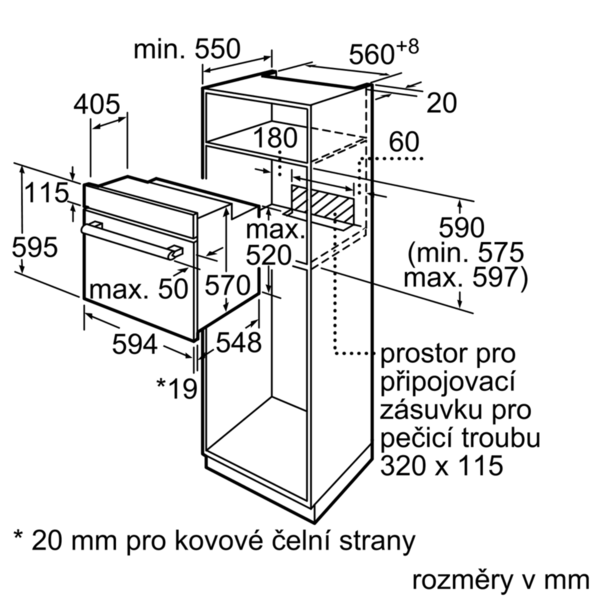 min. 550
560+8
405
20
180
60
115
595
max.
520
590
(min. 575
max. 597)
max. 50
570
594
548
*19
prostor pro
připojovací
zásuvku pro
pečicí troubu
320 x 115
* 20 mm pro kovové čelní strany
rozměry v mm